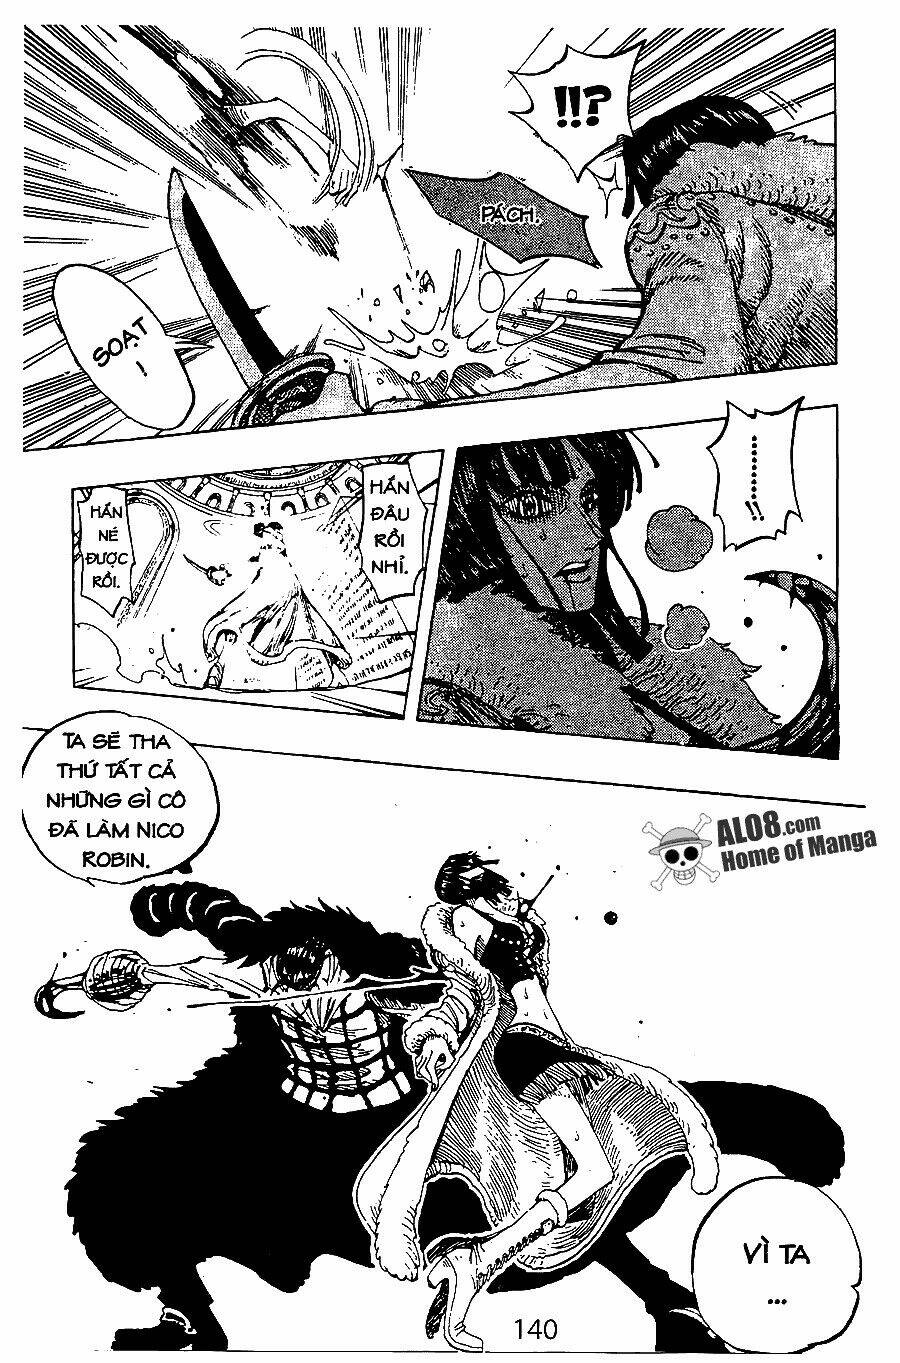 !!?
PÁCH.
SOẠT
!
.........!!
HẮN
ĐÂU RỒI
NHỈ.
HẮN
NÉ
ĐƯỢC
RỒI.
TA SẼ THA
THỨ TẤT CẢ
NHỮNG GÌ CÔ
ĐÃ LÀM NICO
ROBIN.
ALO8.com
Home of Manga
VÌ TA
...
140